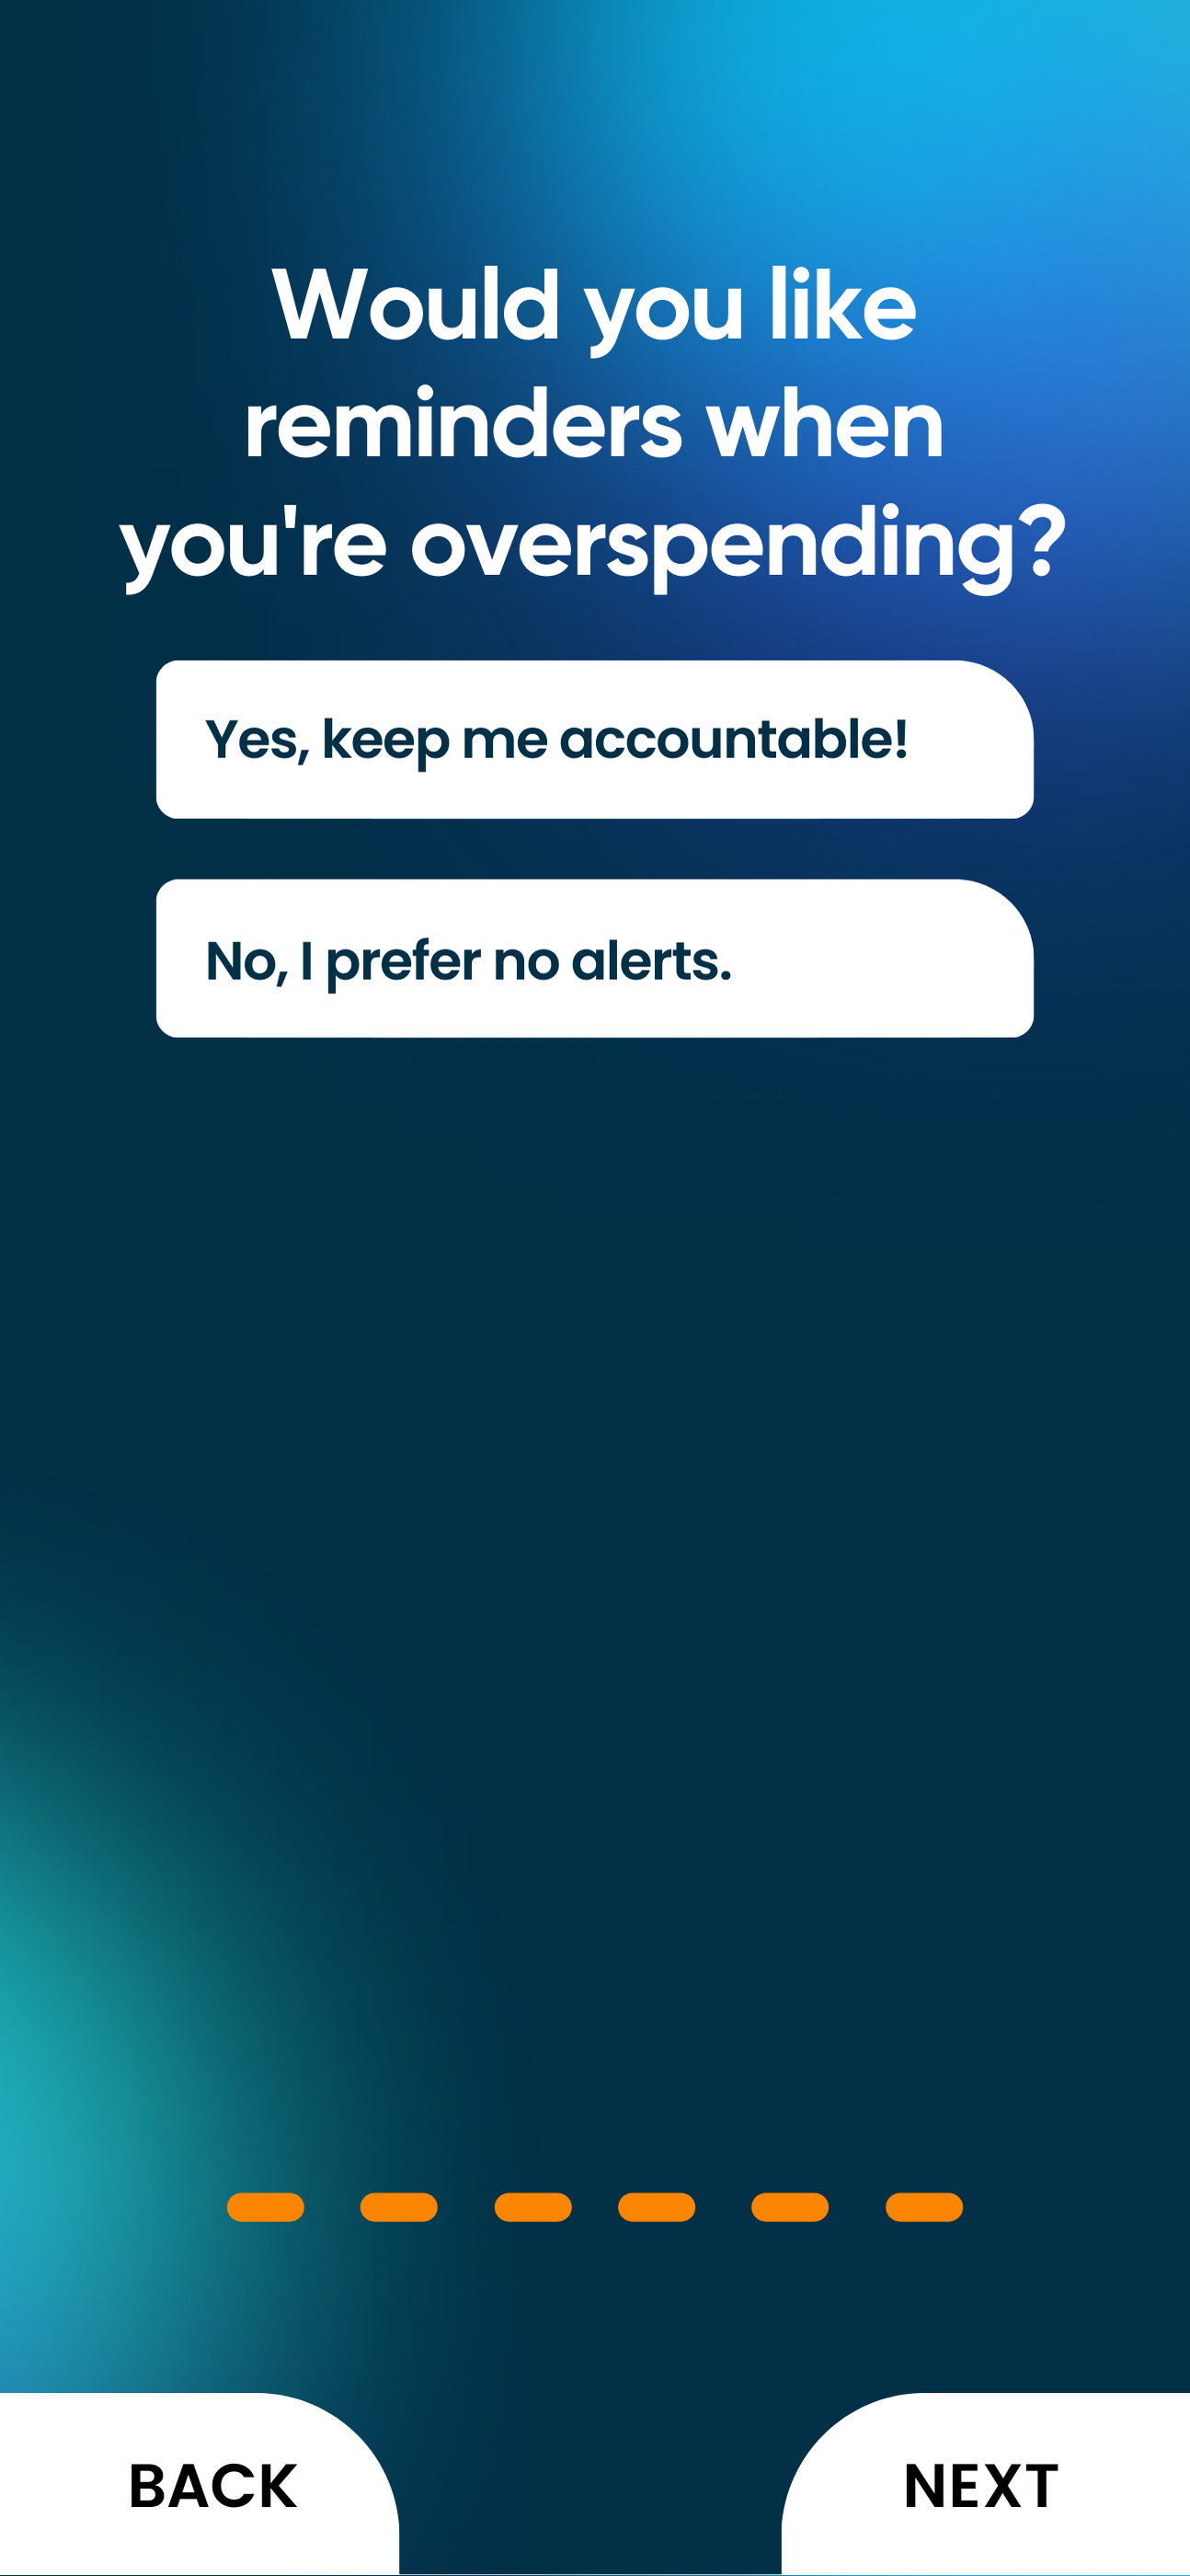 Would you like
reminders when
you're overspending?
Yes, keep me accountable!
No, I prefer no alerts.
BACK
NEXT